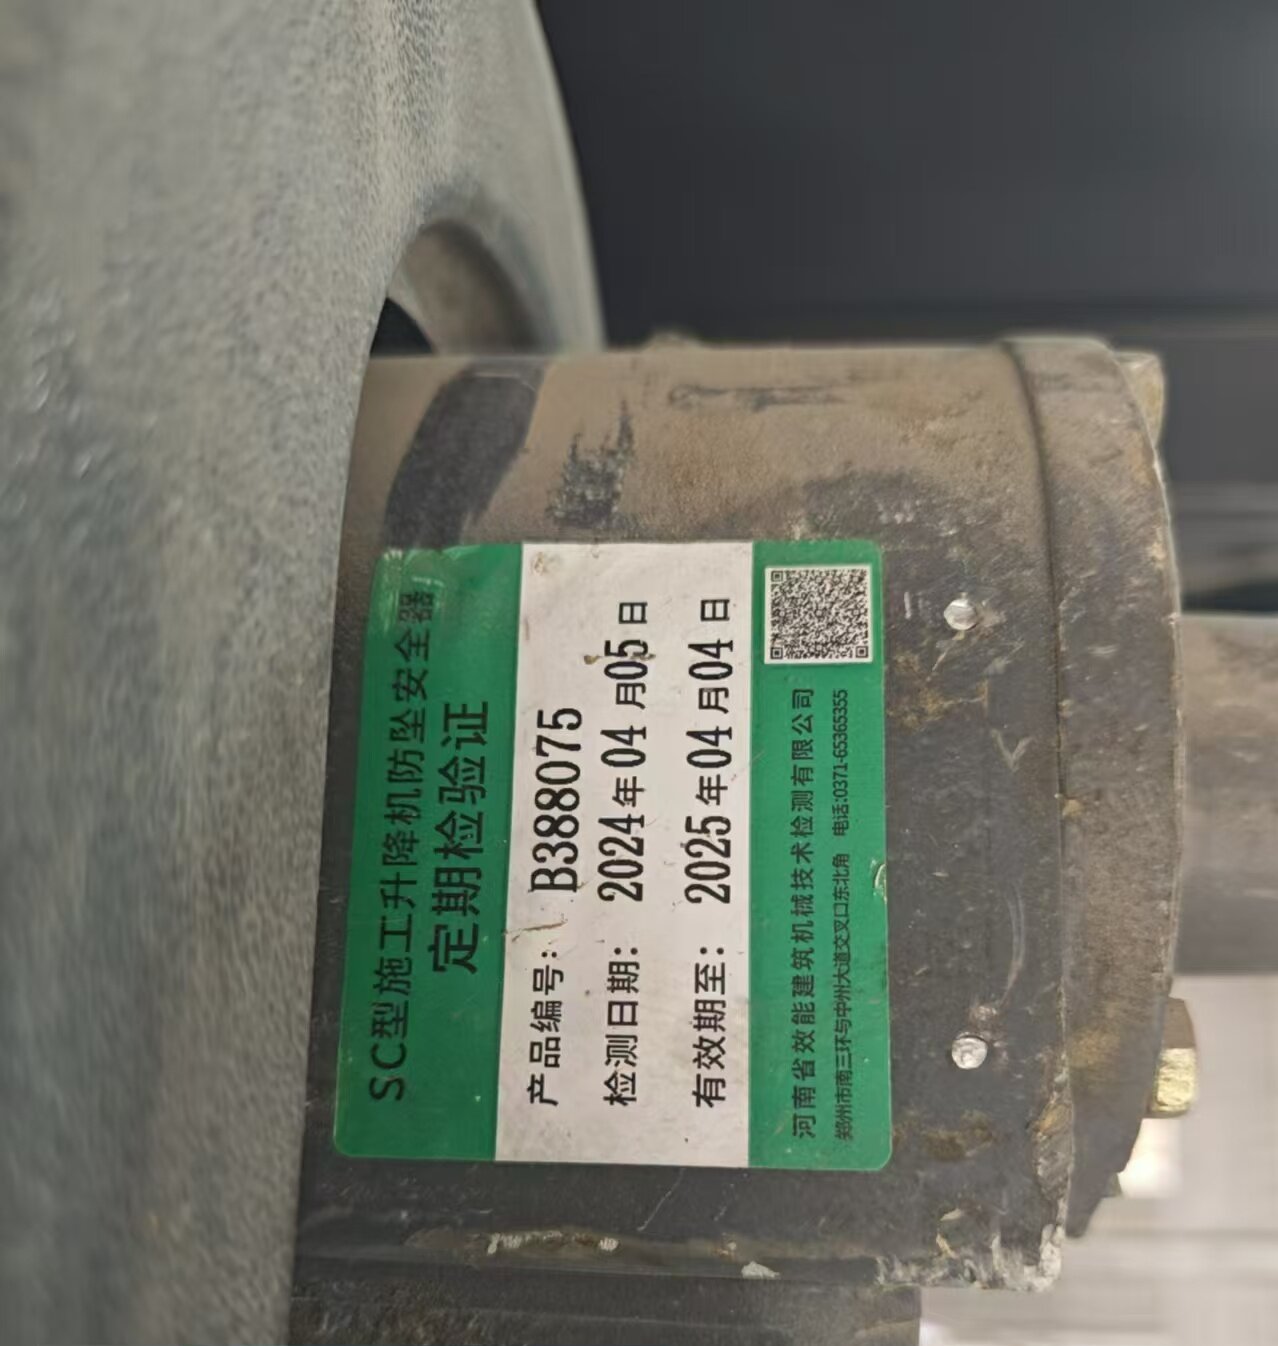 SC型施工升降机防坠安全器
定期检验证
产品编号：B388075
检测日期：2024年04月05日
有效期至：2025年04月04日
河南省效能建筑机械技术检测有限公司
郑州市南三环与中州大道交叉口东北角 电话:0371-65365355